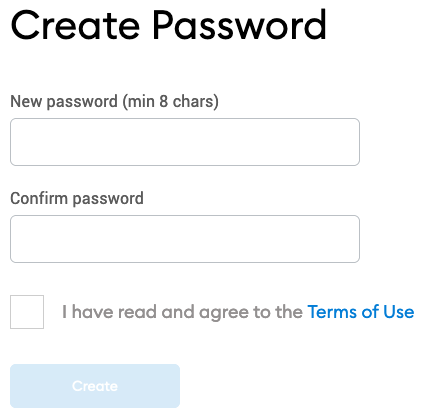 Create Password
New password (min 8 chars)
Confirm password
I have read and agree to the Terms of Use
Create